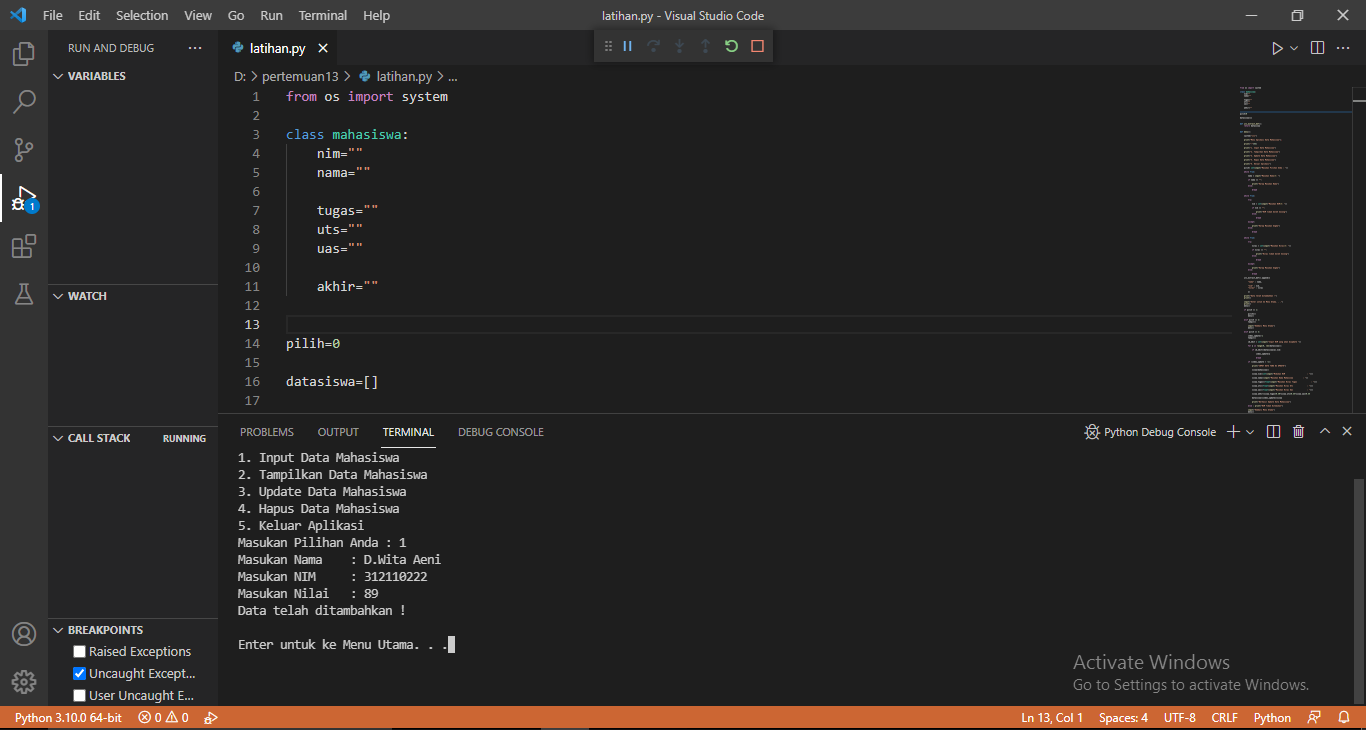 File Edit Selection View Go Run Terminal Help latihan.py - Visual Studio Code
RUN AND DEBUG ...
VARIABLES
WATCH
CALL STACK RUNNING
BREAKPOINTS
Raised Exceptions
Uncaught Except...
User Uncaught E...
1
latihan.py
D: > pertemuan13 > latihan.py > ...
1 from os import system
2
3 class mahasiswa:
4 nim=""
5 nama=""
6
7 tugas=""
8 uts=""
9 uas=""
10
11 akhir=""
12
13
14 pilih=0
15
16 datasiswa=[]
17
PROBLEMS OUTPUT TERMINAL DEBUG CONSOLE Python Debug Console
1. Input Data Mahasiswa
2. Tampilkan Data Mahasiswa
3. Update Data Mahasiswa
4. Hapus Data Mahasiswa
5. Keluar Aplikasi
Masukan Pilihan Anda : 1
Masukan Nama : D.Wita Aeni
Masukan NIM : 312110222
Masukan Nilai : 89
Data telah ditambahkan !
Enter untuk ke Menu Utama. . .
Activate Windows
Go to Settings to activate Windows.
Python 3.10.0 64-bit 0 0 Ln 13, Col 1 Spaces: 4 UTF-8 CRLF Python